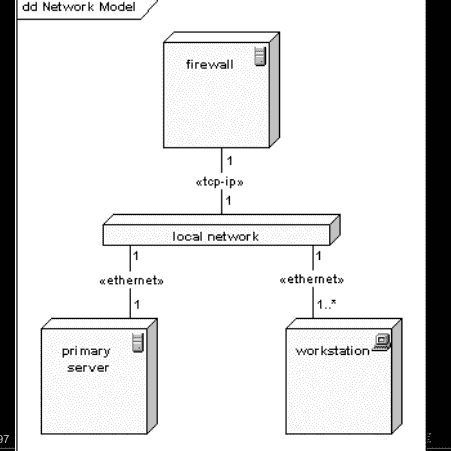 dd Network Model
firewall
1
«tcp-ip»
1
local network
1
1
«ethernet»
«ethernet»
1
1..*
primary
server
workstation
97